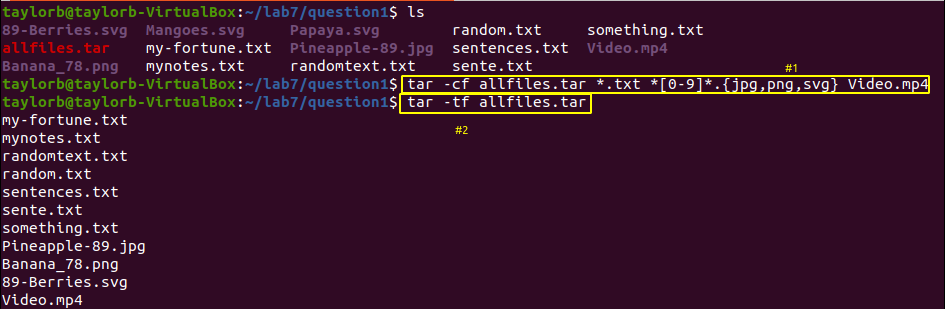 taylorb@taylorb-VirtualBox:~/lab7/question1$ ls
89-Berries.svg  Mangoes.svg     Papaya.svg        random.txt     something.txt
allfiles.tar    my-fortune.txt  Pineapple-89.jpg  sentences.txt  Video.mp4
Banana_78.png   mynotes.txt     randomtext.txt    sente.txt
#1
taylorb@taylorb-VirtualBox:~/lab7/question1$ tar -cf allfiles.tar *.txt *[0-9]*.{jpg,png,svg} Video.mp4
taylorb@taylorb-VirtualBox:~/lab7/question1$ tar -tf allfiles.tar
my-fortune.txt
#2
mynotes.txt
randomtext.txt
random.txt
sentences.txt
sente.txt
something.txt
Pineapple-89.jpg
Banana_78.png
89-Berries.svg
Video.mp4